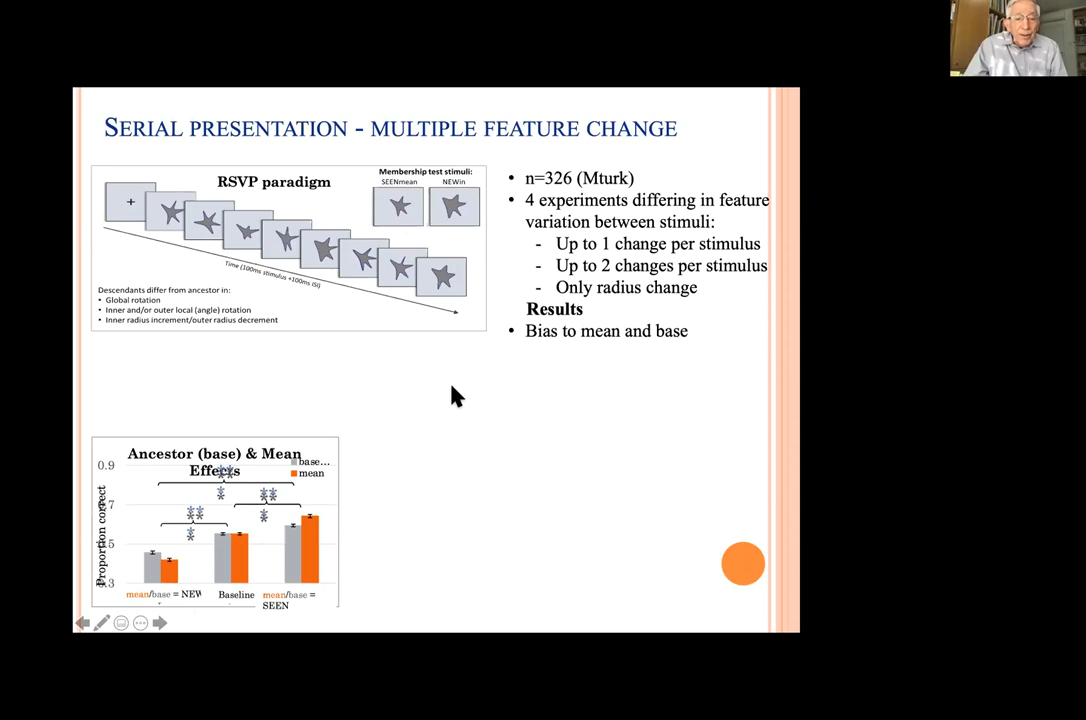 SERIAL PRESENTATION - MULTIPLE FEATURE CHANGE
RSVP paradigm
Membership test stimuli:
SEENmean NEWin
+
Time (100ms stimulus +100ms ISI)
Descendants differ from ancestor in:
• Global rotation
• Inner and/or outer local (angle) rotation
• Inner radius increment/outer radius decrement
• n=326 (Mturk)
• 4 experiments differing in feature
variation between stimuli:
- Up to 1 change per stimulus
- Up to 2 changes per stimulus
- Only radius change
Results
• Bias to mean and base
Ancestor (base) & Mean
Effects
base...
mean
Proportion correct
0.9
** *
** *
** *
mean/base = NEW
Baseline
mean/base =
SEEN